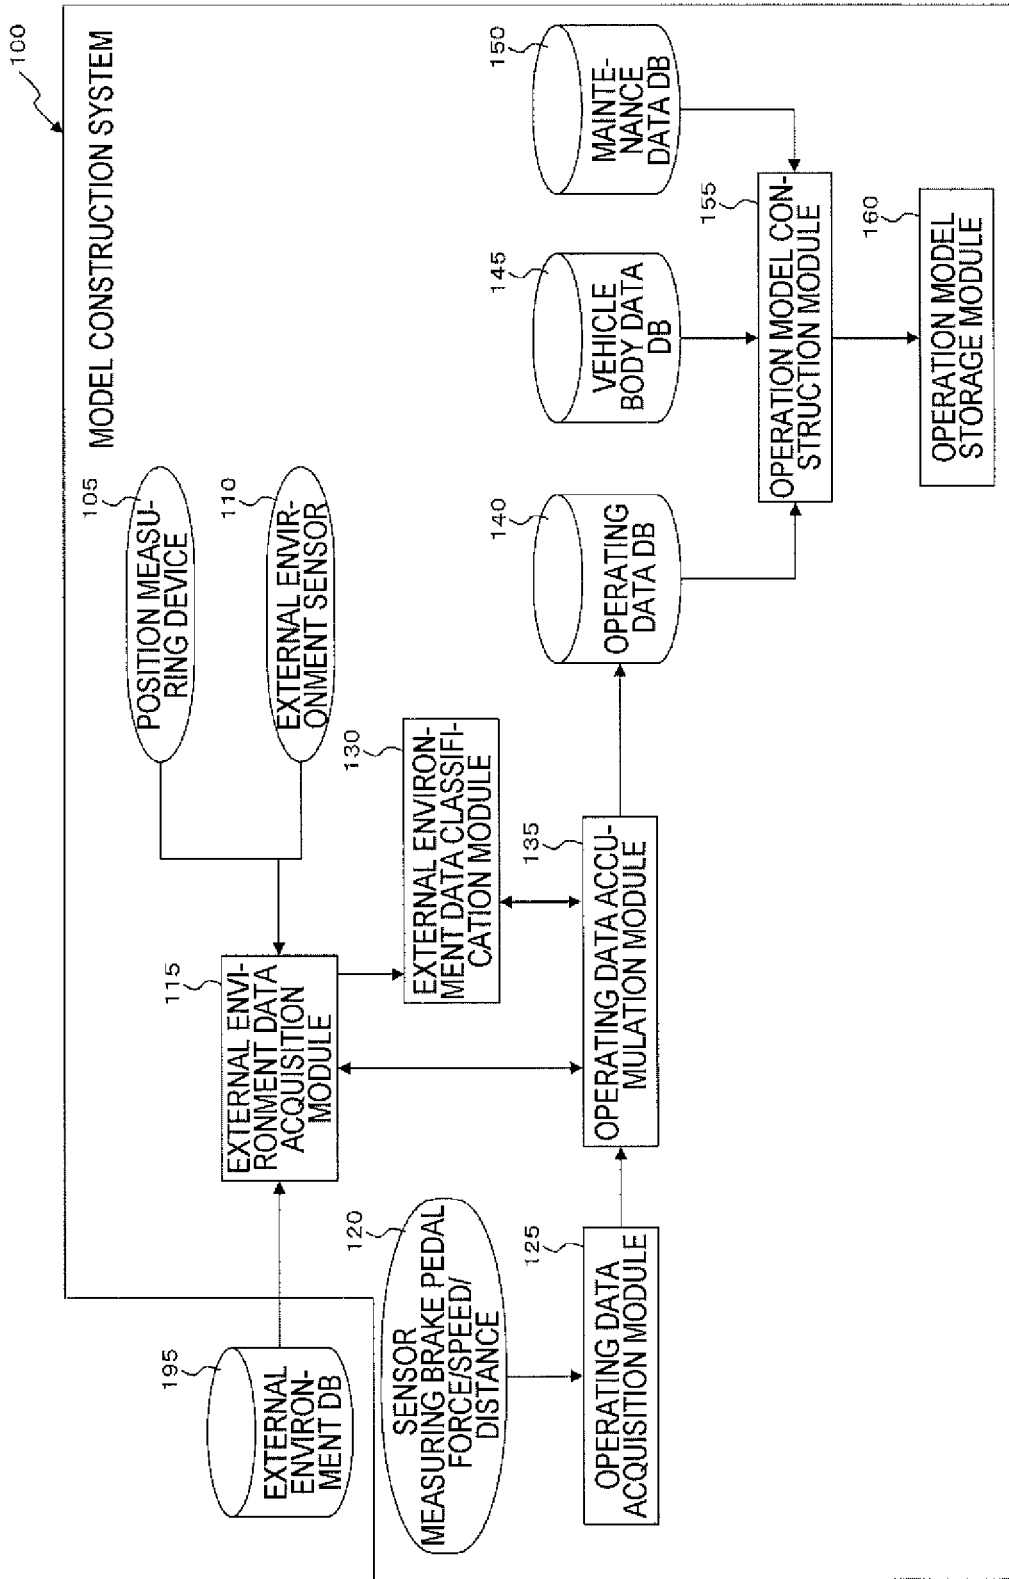 100
MODEL CONSTRUCTION SYSTEM
195
EXTERNAL
ENVIRON-
MENT DB
115
EXTERNAL ENVI-
RONMENT DATA
ACQUISITION
MODULE
105
POSITION MEASU-
RING DEVICE
110
EXTERNAL ENVIR-
ONMENT SENSOR
120
SENSOR
MEASURING BRAKE PEDAL
FORCE/SPEED/
DISTANCE
130
EXTERNAL ENVIRON-
MENT DATA CLASSIFI-
CATION MODULE
125
OPERATING DATA
ACQUISITION MODULE
135
OPERATING DATA ACCU-
MULATION MODULE
140
OPERATING
DATA DB
145
VEHICLE
BODY DATA
DB
150
MAINTE-
NANCE
DATA DB
155
OPERATION MODEL CON-
STRUCTION MODULE
160
OPERATION MODEL
STORAGE MODULE